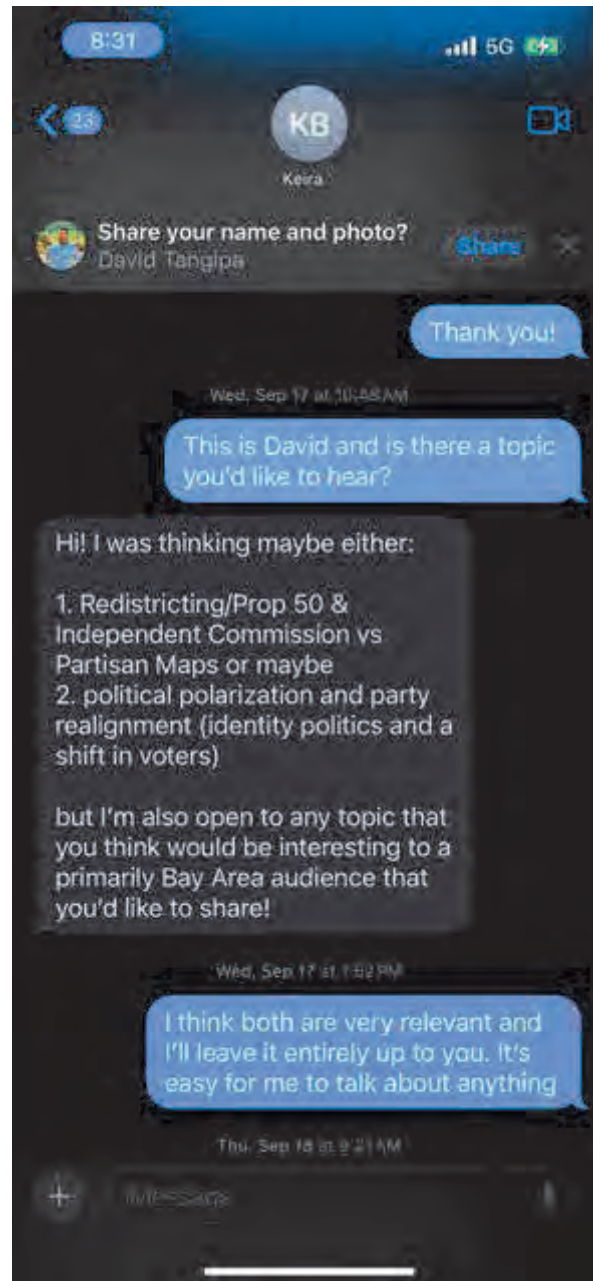 8:31
5G
23
KB
Keira
Share your name and photo?
David Tangipa
Share
Thank you!
Wed, Sep 17 at 10:48 AM
This is David and is there a topic
you'd like to hear?
Hi! I was thinking maybe either:
1. Redistricting/Prop 50 &
Independent Commission vs
Partisan Maps or maybe
2. political polarization and party
realignment (identity politics and a
shift in voters)
but I'm also open to any topic that
you think would be interesting to a
primarily Bay Area audience that
you'd like to share!
Wed, Sep 17 at PM
I think both are very relevant and
I'll leave it entirely up to you. It's
easy for me to talk about anything
Thu, Sep 18 at 9:21 AM
iMessage